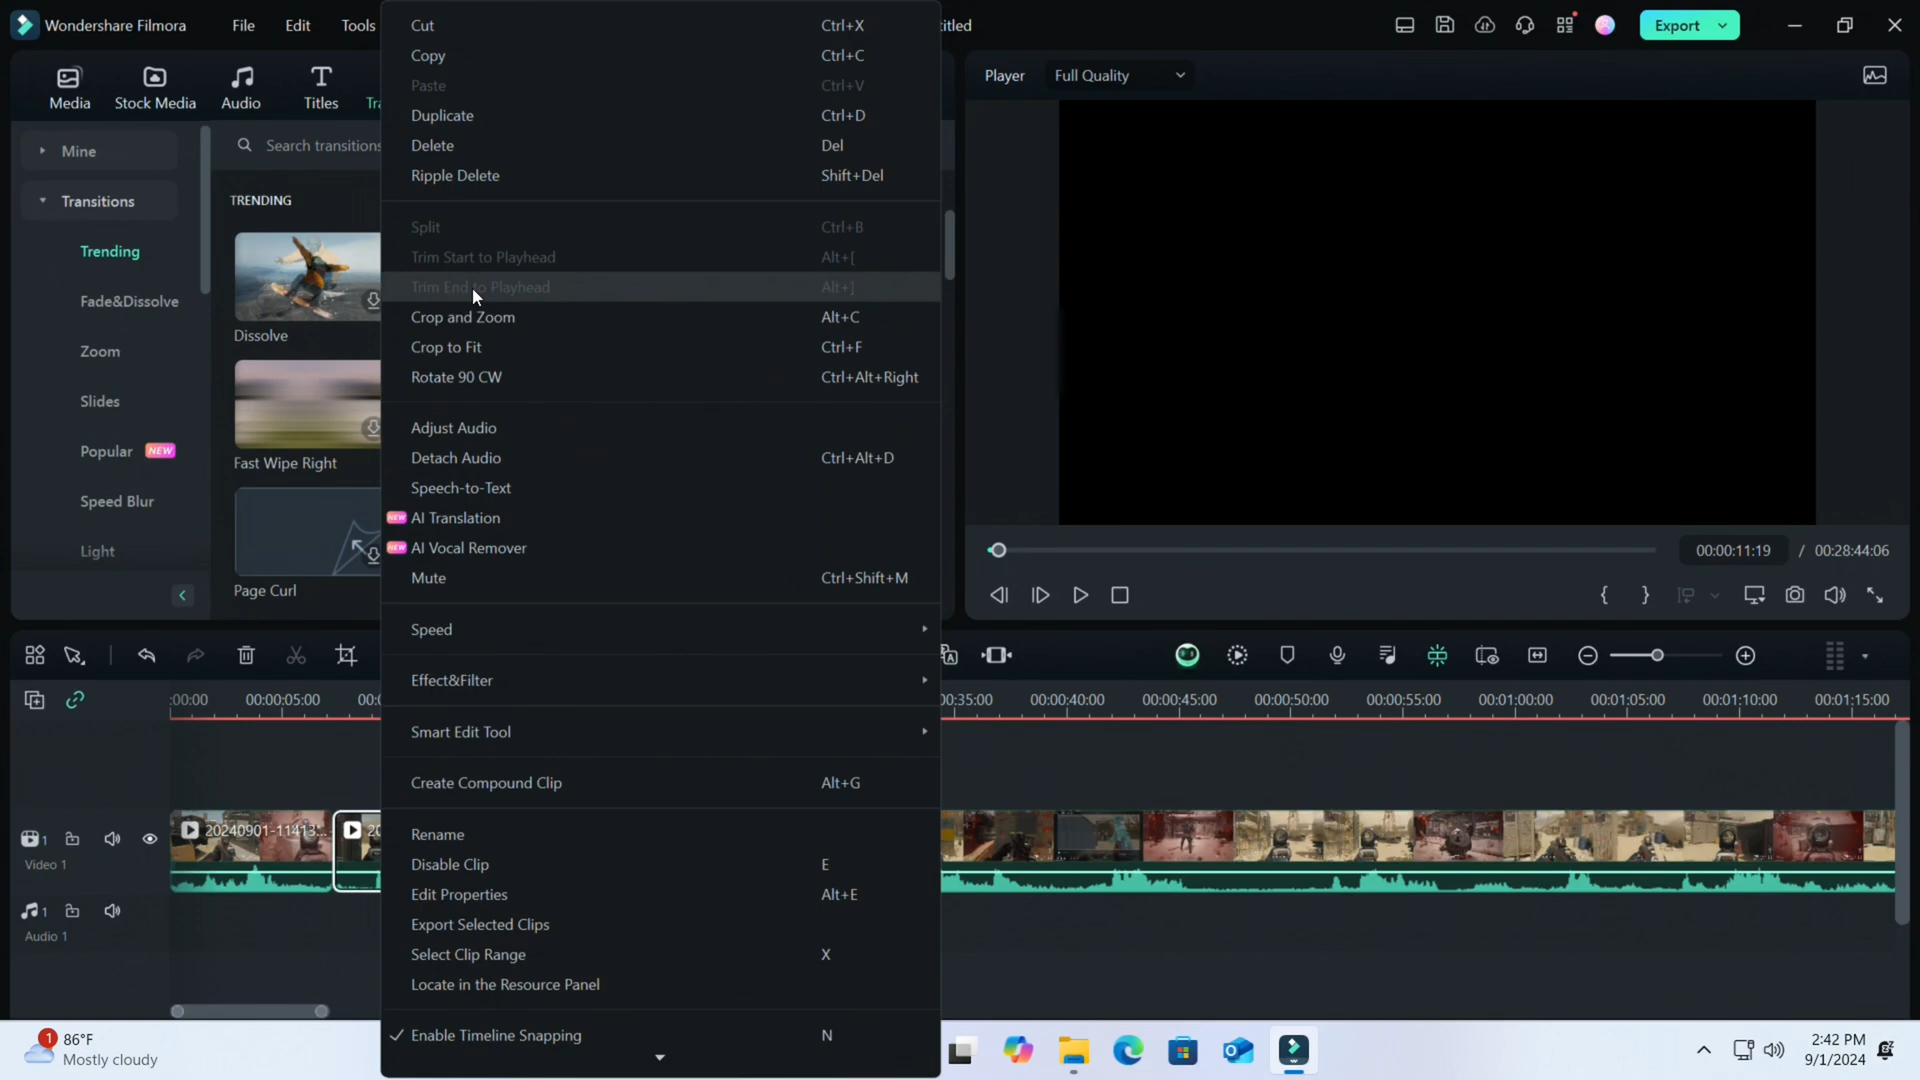 Wondershare Filmora
File
Edit
Tools
Media
Stock Media
Audio
Titles
Mine
Transitions
Trending
Fade&Dissolve
Zoom
Slides
Popular NEW
Speed Blur
Light
Search transitions
TRENDING
Dissolve
Fast Wipe Right
Page Curl
Cut Ctrl+X
Copy Ctrl+C
Paste Ctrl+V
Duplicate Ctrl+D
Delete Del
Ripple Delete Shift+Del
Split Ctrl+B
Trim Start to Playhead Alt+[
Trim End to Playhead Alt+]
Crop and Zoom Alt+C
Crop to Fit Ctrl+F
Rotate 90 CW Ctrl+Alt+Right
Adjust Audio
Detach Audio Ctrl+Alt+D
Speech-to-Text
NEW AI Translation
NEW AI Vocal Remover
Mute Ctrl+Shift+M
Speed
Effect&Filter
Smart Edit Tool
Create Compound Clip Alt+G
Rename
Disable Clip E
Edit Properties Alt+E
Export Selected Clips
Select Clip Range X
Locate in the Resource Panel
Enable Timeline Snapping N
Export
Player Full Quality
00:00:11:19 / 00:28:44:06
:00:00 00:00:05:00
00:35:00 00:00:40:00 00:00:45:00 00:00:50:00 00:00:55:00 00:01:00:00 00:01:05:00 00:01:10:00 00:01:15:00
20240901-11413...
1
Video 1
1
Audio 1
1
86°F
Mostly cloudy
2:42 PM
9/1/2024